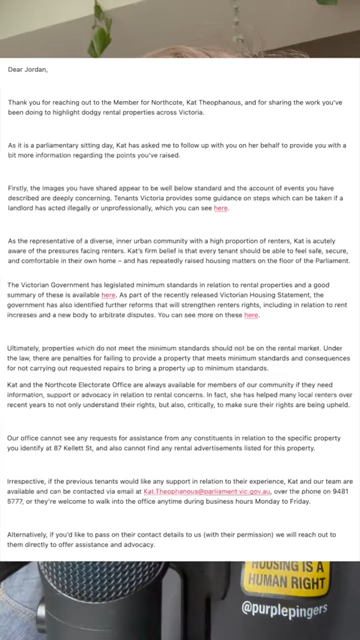 Dear Jordan,
Thank you for reaching out to the Member for Northcote, Kat Theophanous, and for sharing the work you've
been doing to highlight dodgy rental properties across Victoria.
As it is a parliamentary sitting day, Kat has asked me to follow up with you on her behalf to provide you with a
bit more information regarding the points you've raised.
Firstly, the images you have shared appear to be well below standard and the account of events you have
described are deeply concerning. Tenants Victoria provides some guidance on steps which can be taken if a
landlord has acted illegally or unprofessionally, which you can see here.
As the representative of a diverse, inner urban community with a high proportion of renters, Kat is acutely
aware of the pressures facing renters. Kat's firm belief is that every tenant should be able to feel safe, secure,
and comfortable in their own home – and has repeatedly raised housing matters on the floor of the Parliament.
The Victorian Government has legislated minimum standards in relation to rental properties and a good
summary of these is available here. As part of the recently released Victorian Housing Statement, the
government has also identified further reforms that will strengthen renters rights, including in relation to rent
increases and a new body to arbitrate disputes. You can see more on these here.
Ultimately, properties which do not meet the minimum standards should not be on the rental market. Under
the law, there are penalties for failing to provide a property that meets minimum standards and consequences
for not carrying out requested repairs to bring a property up to minimum standards.
Kat and the Northcote Electorate Office are always available for members of our community if they need
information, support or advocacy in relation to rental concerns. In fact, she has helped many local renters over
recent years to not only understand their rights, but also, critically, to make sure their rights are being upheld.
Our office cannot see any requests for assistance from any constituents in relation to the specific property
you identify at 87 Kellett St, and also cannot find any rental advertisements listed for this property.
Irrespective, if the previous tenants would like any support in relation to their experience, Kat and our team are
available and can be contacted via email at Kat.Theophanous@parliament.vic.gov.au, over the phone on 9481
5777, or they're welcome to walk into the office anytime during business hours Monday to Friday.
Alternatively, if you'd like to pass on their contact details to us (with their permission) we will reach out to
them directly to offer assistance and advocacy.
HOUSING IS A
HUMAN RIGHT
@purplepingers